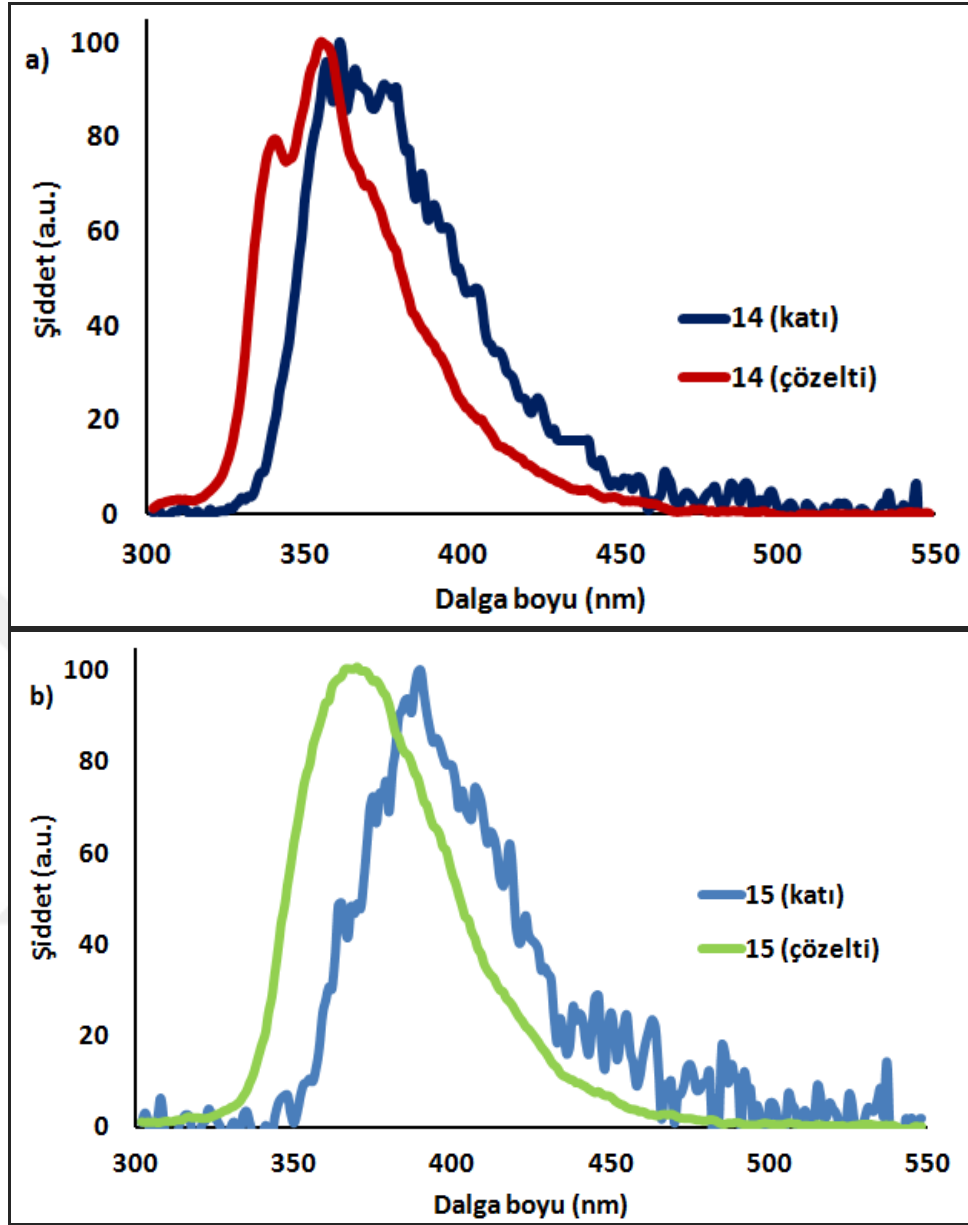 a)
100
80
60
40
20
0
Şiddet (a.u.)
14 (katı)
14 (çözelti)
300 350 400 450 500 550
Dalga boyu (nm)
b)
100
80
60
40
20
0
Şiddet (a.u.)
15 (katı)
15 (çözelti)
300 350 400 450 500 550
Dalga boyu (nm)